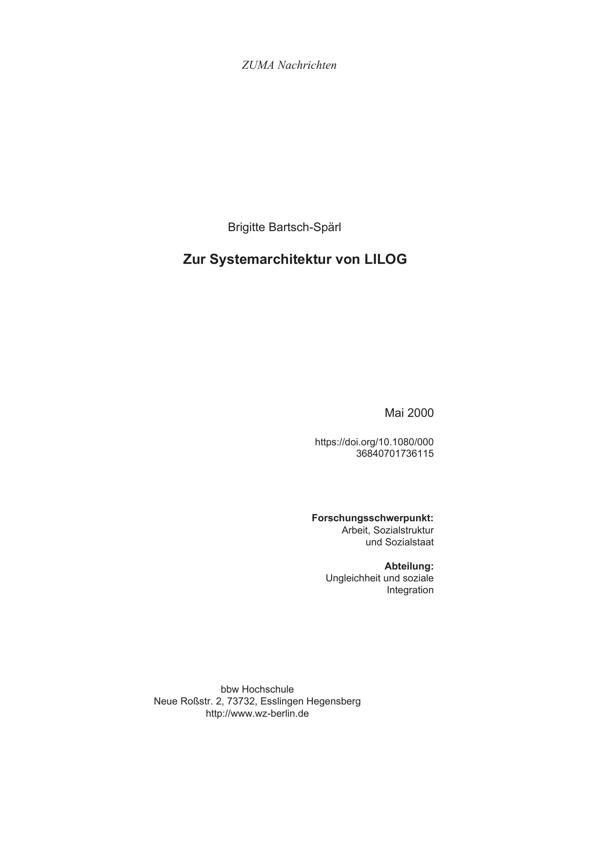 ZUMA Nachrichten
Brigitte Bartsch-Spärl
Zur Systemarchitektur von LILOG
Mai 2000
https://doi.org/10.1080/000
36840701736115
Forschungsschwerpunkt:
Arbeit, Sozialstruktur
und Sozialstaat
Abteilung:
Ungleichheit und soziale
Integration
bbw Hochschule
Neue Roßstr. 2, 73732, Esslingen Hegensberg
http://www.wz-berlin.de